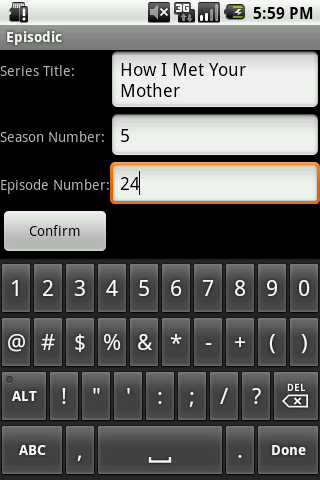 3G 5:59 PM
Episodic
Series Title: How I Met Your
Mother
Season Number: 5
Episode Number: 24
Confirm
1 2 3 4 5 6 7 8 9 0
@ # $ % & * - + ( )
ALT ! " ' : ; / ? DEL
ABC , . Done